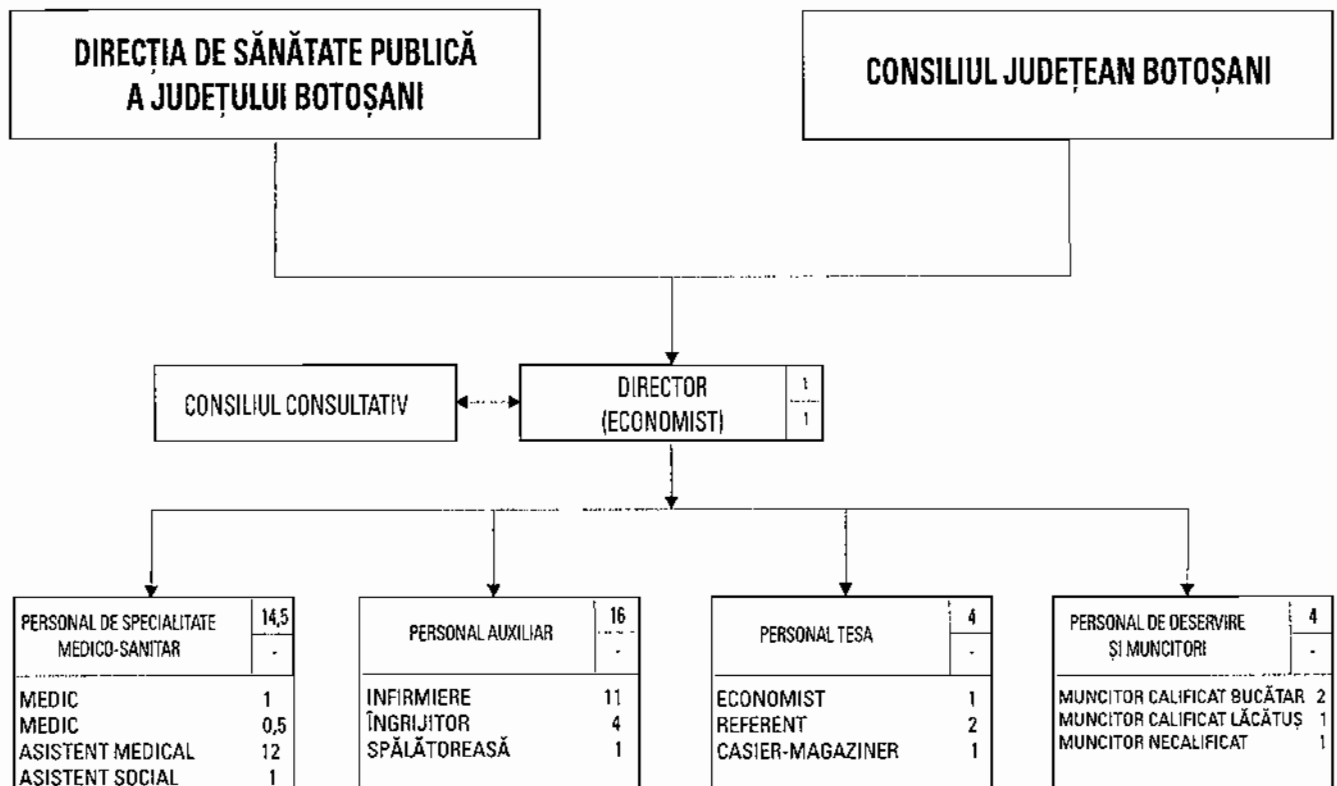 DIRECȚIA DE SĂNĂTATE PUBLICĂ
A JUDEȚULUI BOTOȘANI
CONSILIUL JUDEȚEAN BOTOȘANI
CONSILIUL CONSULTATIV
DIRECTOR
(ECONOMIST)
1
1
PERSONAL DE SPECIALITATE
MEDICO-SANITAR
14,5
-
MEDIC 1
MEDIC 0,5
ASISTENT MEDICAL 12
ASISTENT SOCIAL 1
PERSONAL AUXILIAR
16
-
INFIRMIERE 11
ÎNGRIJITOR 4
SPĂLĂTOREASĂ 1
PERSONAL TESA
4
-
ECONOMIST 1
REFERENT 2
CASIER-MAGAZINER 1
PERSONAL DE DESERVIRE
ȘI MUNCITORI
4
-
MUNCITOR CALIFICAT BUCĂTAR 2
MUNCITOR CALIFICAT LĂCĂTUȘ 1
MUNCITOR NECALIFICAT 1